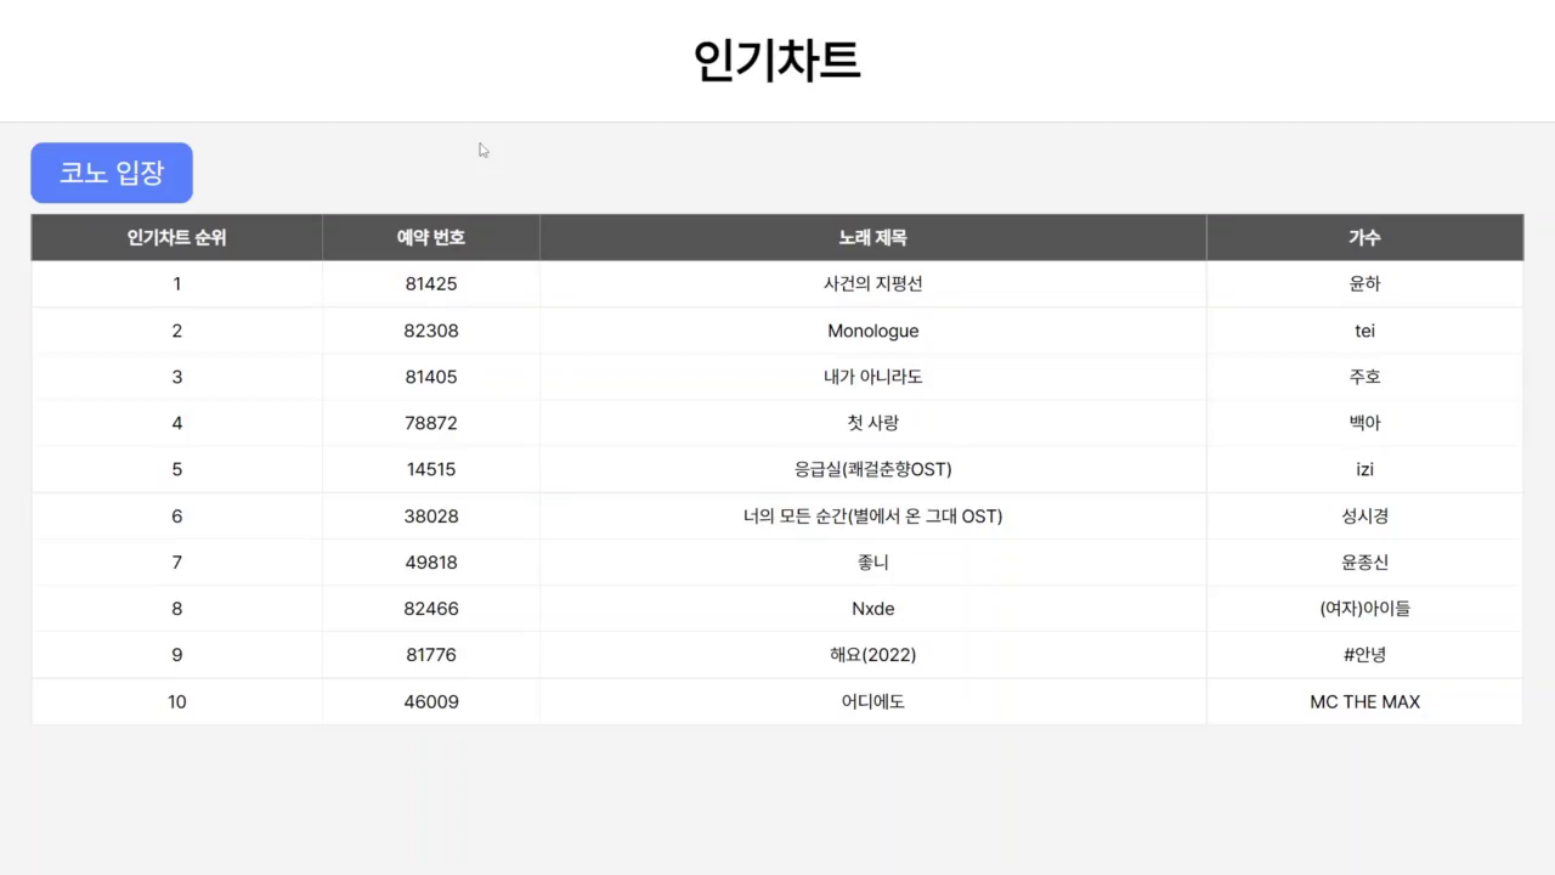 인기차트
코노 입장
인기차트 순위 예약 번호 노래 제목 가수
1 81425 사건의 지평선 윤하
2 82308 Monologue tei
3 81405 내가 아니라도 주호
4 78872 첫 사랑 백아
5 14515 응급실(쾌걸춘향OST) izi
6 38028 너의 모든 순간(별에서 온 그대 OST) 성시경
7 49818 좋니 윤종신
8 82466 Nxde (여자)아이들
9 81776 해요(2022) #안녕
10 46009 어디에도 MC THE MAX